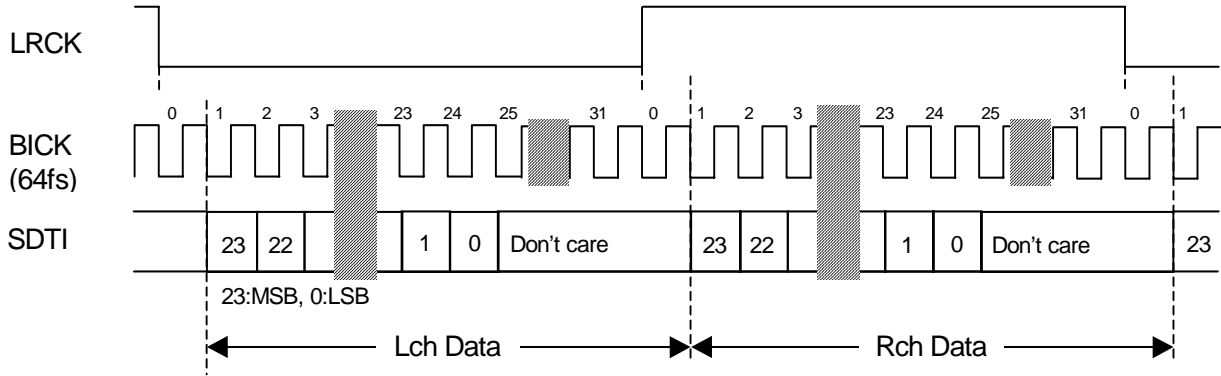 LRCK
0 1 2 3 23 24 25 31 0 1 2 3 23 24 25 31 0 1
BICK
(64fs)
SDTI 23 22 1 0 Don't care 23 22 1 0 Don't care 23
23:MSB, 0:LSB
Lch Data Rch Data